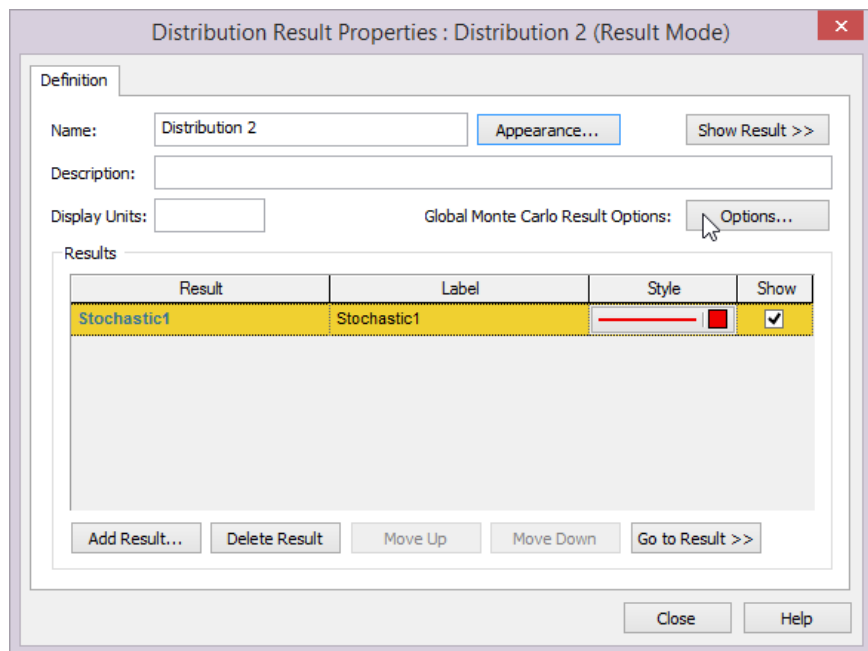 Distribution Result Properties : Distribution 2 (Result Mode)
Definition
Name: Distribution 2 Appearance... Show Result >>
Description:
Display Units: Global Monte Carlo Result Options: Options...
Results
Result Label Style Show
Stochastic1 Stochastic1
Add Result... Delete Result Move Up Move Down Go to Result >>
Close Help